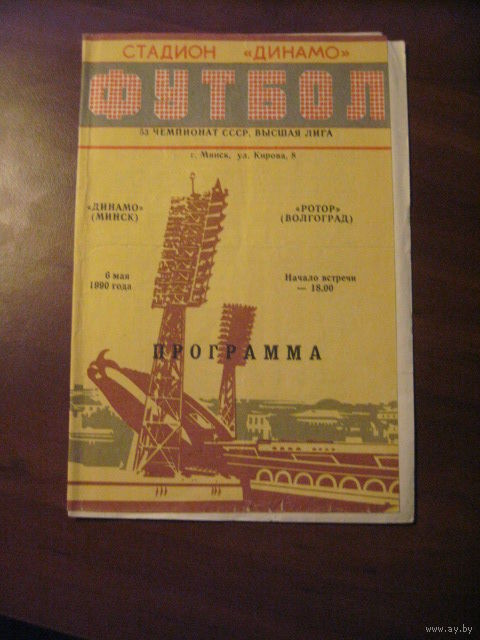 СТАДИОН «ДИНАМО»
ФУТБОЛ
53 ЧЕМПИОНАТ СССР, ВЫСШАЯ ЛИГА
г. Минск, ул. Кирова, 8
«ДИНАМО»
(МИНСК)
«РОТОР»
(ВОЛГОГРАД)
6 мая
1990 года
Начало встречи
— 18.00
ПРОГРАММА
www.ay.by